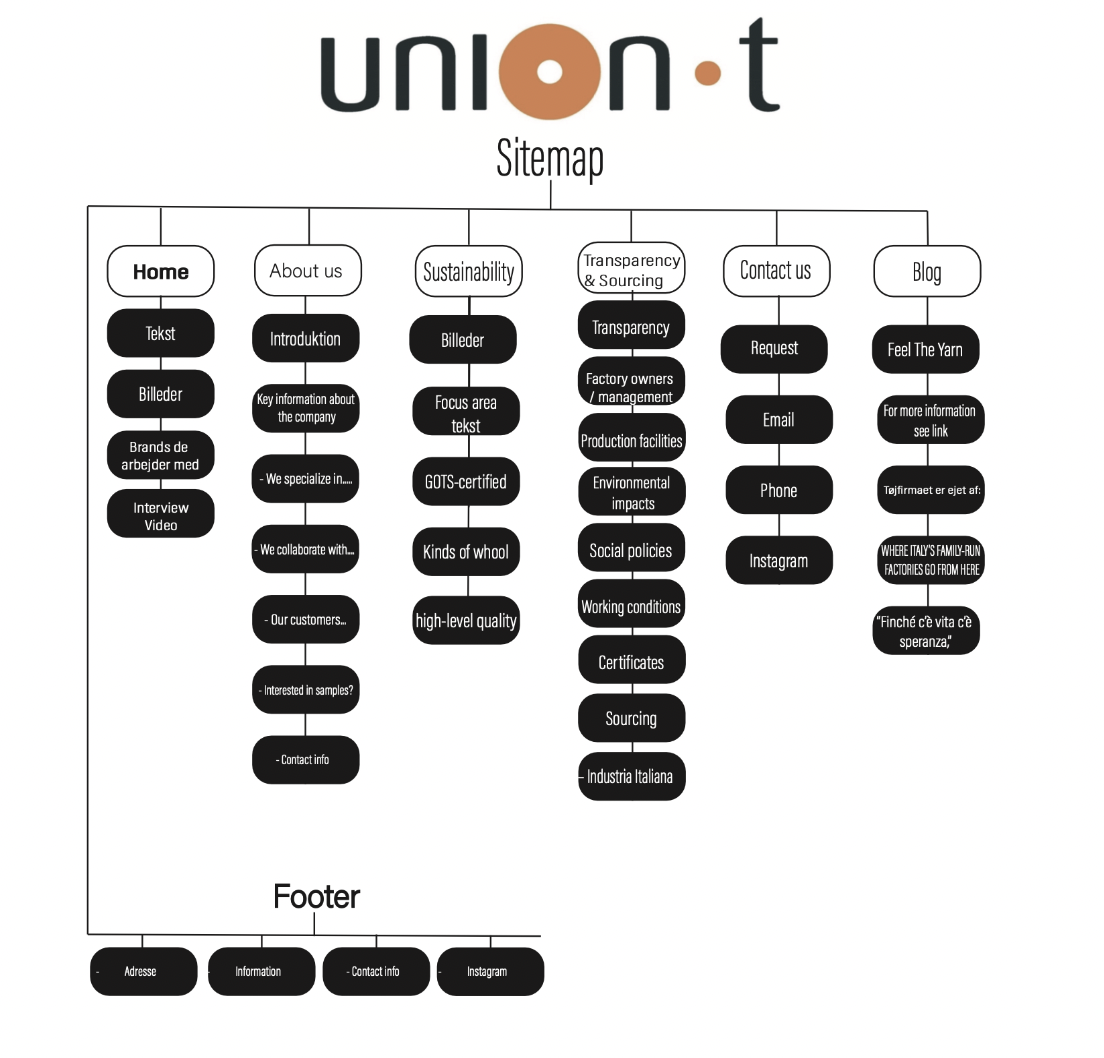 union·t
Sitemap
Home
Tekst
Billeder
Brands de
arbejder med
Interview
Video
About us
Introduktion
Key information about
the company
- We specialize in.....
- We collaborate with....
- Our customers...
- Interested in samples?
- Contact info
Sustainability
Billeder
Focus area
tekst
GOTS-certified
Kinds of whool
high-level quality
Transparency
& Sourcing
Transparency
Factory owners
/ management
Production facilities
Environmental
impacts
Social policies
Working conditions
Certificates
Sourcing
- Industria Italiana
Contact us
Request
Email
Phone
Instagram
Blog
Feel The Yarn
For more information
see link
Tøjfirmaet er ejet af:
WHERE ITALY'S FAMILY-RUN
FACTORIES GO FROM HERE
"Finché c'è vita c'è
speranza,"
Footer
- Adresse
- Information
- Contact info
- Instagram